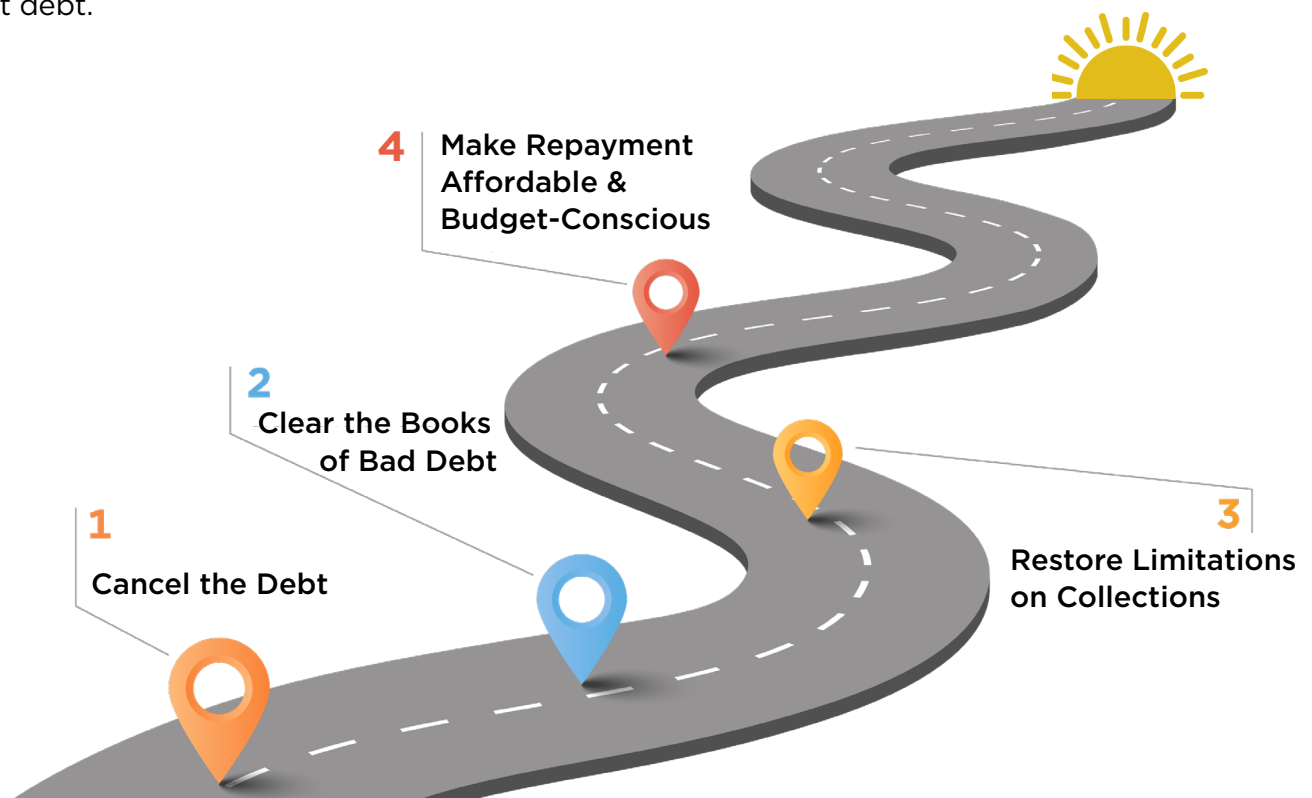 t debt.
4
Make Repayment
Affordable &
Budget-Conscious
2
Clear the Books
of Bad Debt
1
Cancel the Debt
3
Restore Limitations
on Collections